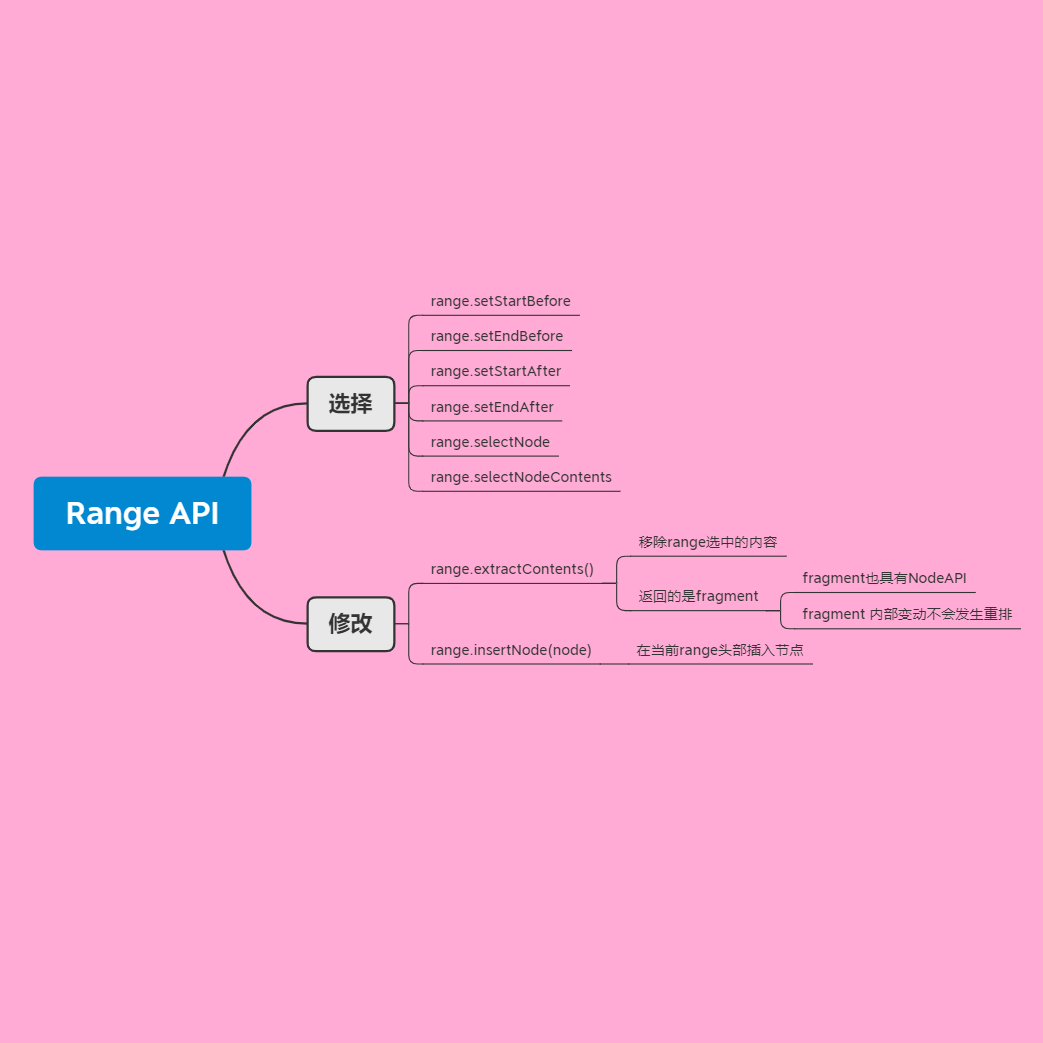 Range API
选择
range.setStartBefore
range.setEndBefore
range.setStartAfter
range.setEndAfter
range.selectNode
range.selectNodeContents
修改
range.extractContents()
移除range选中的内容
返回的是fragment
fragment也具有NodeAPI
fragment 内部变动不会发生重排
range.insertNode(node)
在当前range头部插入节点